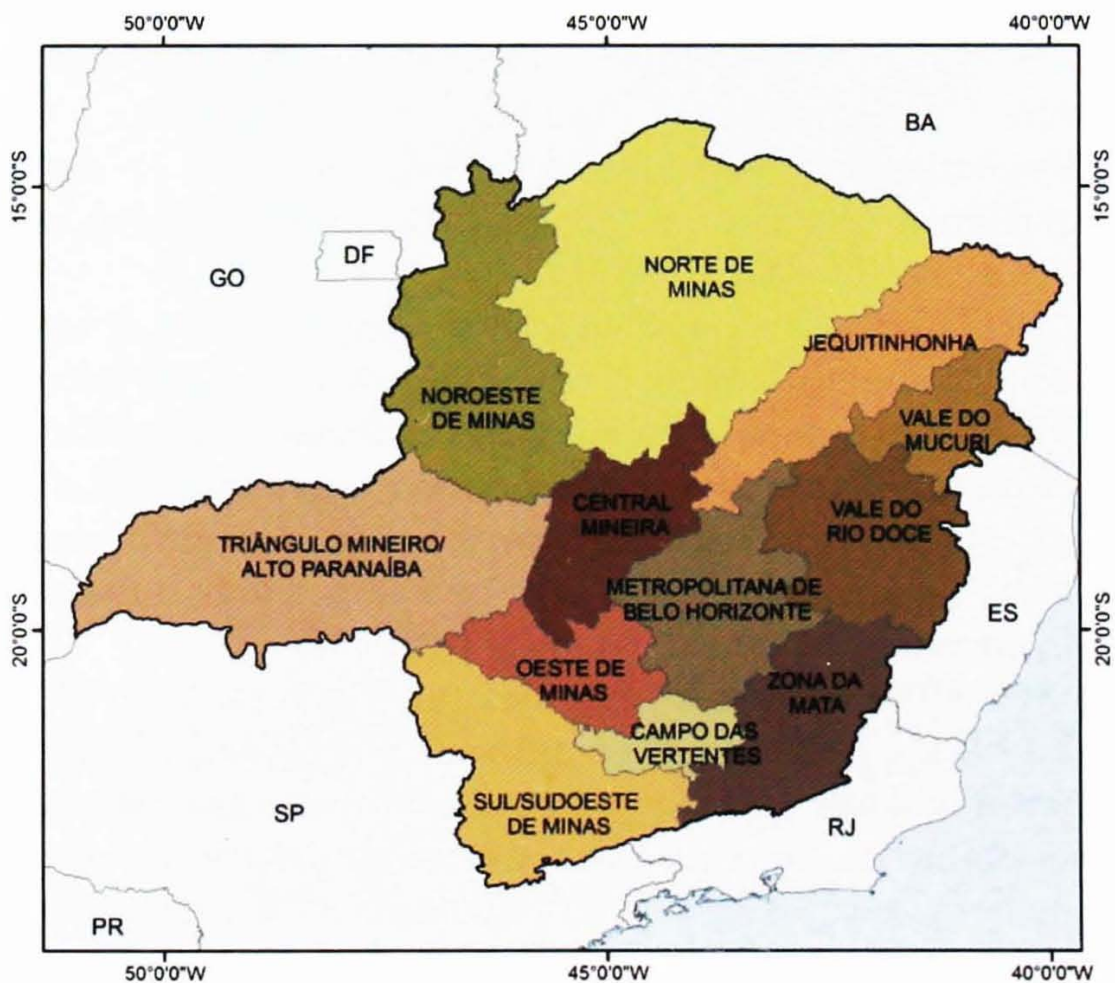 50°0'0"W 45°0'0"W 40°0'0"W
BA
15°0'0"S 15°0'0"S
DF
GO
NORTE DE
MINAS
JEQUITINHONHA
NOROESTE
DE MINAS
VALE DO
MUCURI
CENTRAL
MINEIRA
VALE DO
RIO DOCE
TRIÂNGULO MINEIRO/
ALTO PARANAÍBA
METROPOLITANA DE
BELO HORIZONTE
ES
20°0'0"S 20°0'0"S
OESTE DE
MINAS
ZONA DA
MATA
CAMPO DAS
VERTENTES
SUL/SUDOESTE
DE MINAS
SP
RJ
PR
50°0'0"W 45°0'0"W 40°0'0"W